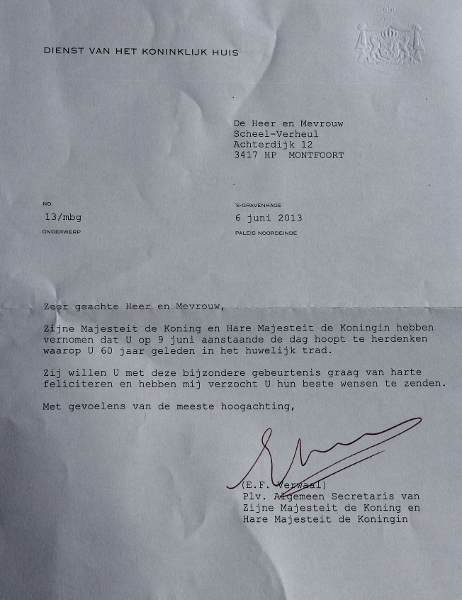 DIENST VAN HET KONINKLIJK HUIS
De Heer en Mevrouw
Scheel-Verheul
Achterdijk 12
3417 HP MONTFOORT
NO.
13/mbg
ONDERWERP
'S-GRAVENHAGE
6 juni 2013
PALEIS NOORDEINDE
Zeer geachte Heer en Mevrouw,
Zijne Majesteit de Koning en Hare Majesteit de Koningin hebben
vernomen dat U op 9 juni aanstaande de dag hoopt te herdenken
waarop U 60 jaar geleden in het huwelijk trad.
Zij willen U met deze bijzondere gebeurtenis graag van harte
feliciteren en hebben mij verzocht U hun beste wensen te zenden.
Met gevoelens van de meeste hoogachting,
(E.F. Verwaal)
Plv. Algemeen Secretaris van
Zijne Majesteit de Koning en
Hare Majesteit de Koningin